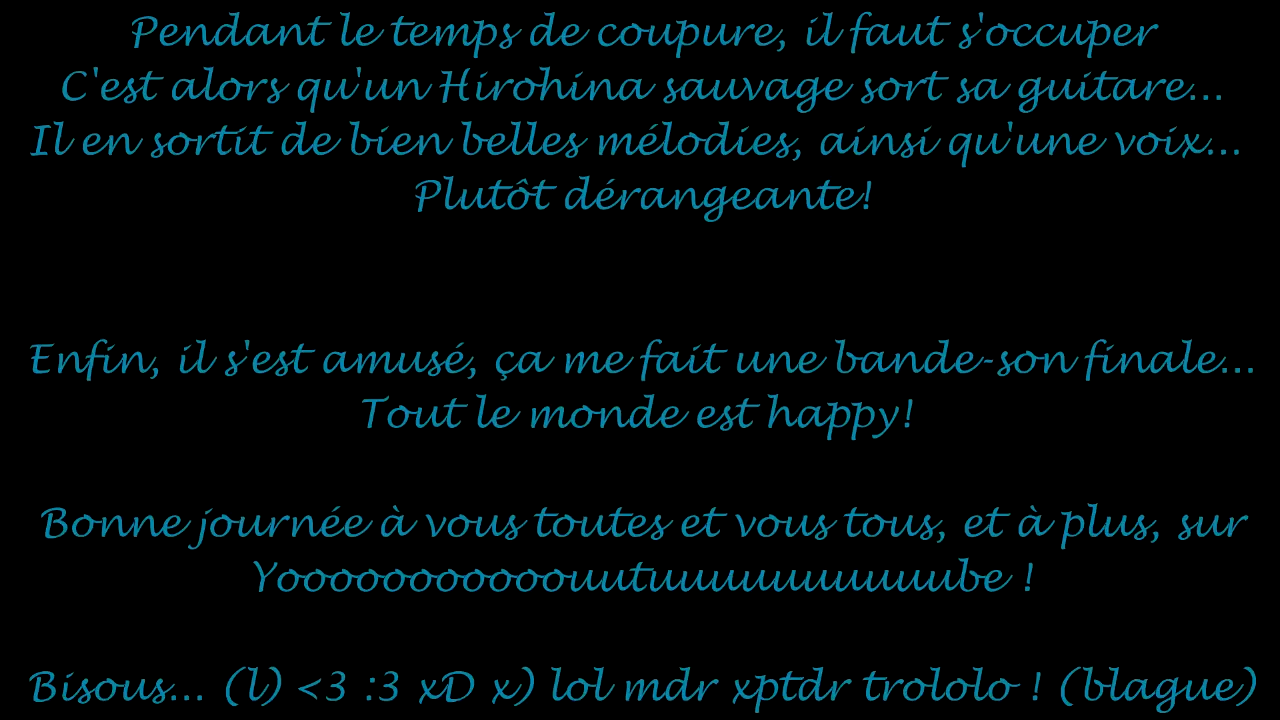 Pendant le temps de coupure, il faut s'occuper
C'est alors qu'un Hirohina sauvage sort sa guitare...
Il en sortit de bien belles mélodies, ainsi qu'une voix...
Plutôt dérangeante!
Enfin, il s'est amusé, ça me fait une bande-son finale...
Tout le monde est happy!
Bonne journée à vous toutes et vous tous, et à plus, sur
Yooooooooooouutuuuuuuuuuuube !
Bisous... (l) <3 :3 xD x) lol mdr xptdr trololo ! (blague)